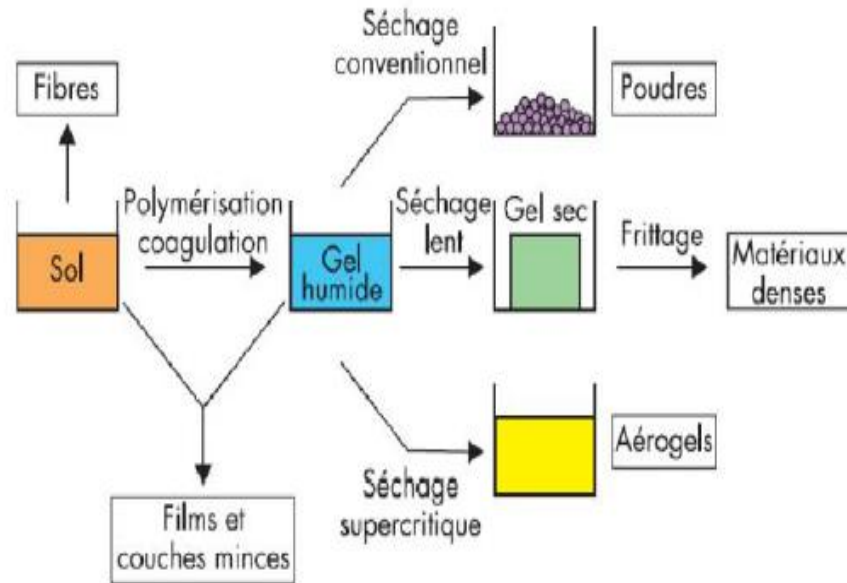 Séchage
conventionnel
Poudres
Fibres
Polymérisation
coagulation
Sol
Gel
humide
Séchage
lent
Gel sec
Frittage
Matériaux
denses
Aérogels
Séchage
supercritique
Films et
couches minces